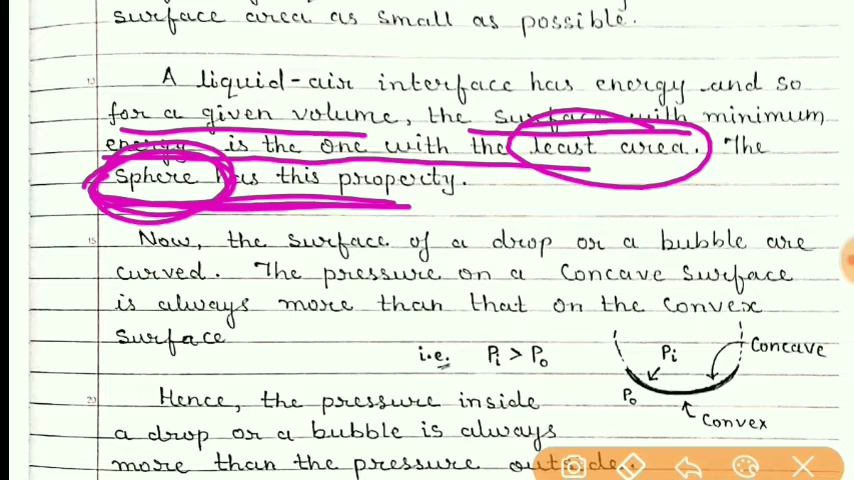 surface area as small as possible.
A liquid-air interface has energy and so
for a given volume, the surface with minimum
energy is the one with the least area. The
sphere has this property.
Now, the surface of a drop or a bubble are
curved. The pressure on a Concave surface
is always more than that on the convex
surface
i.e. Pi > Po
Pi
Concave
Po
Convex
Hence, the pressure inside
a drop or a bubble is always
more than the pressure outside.